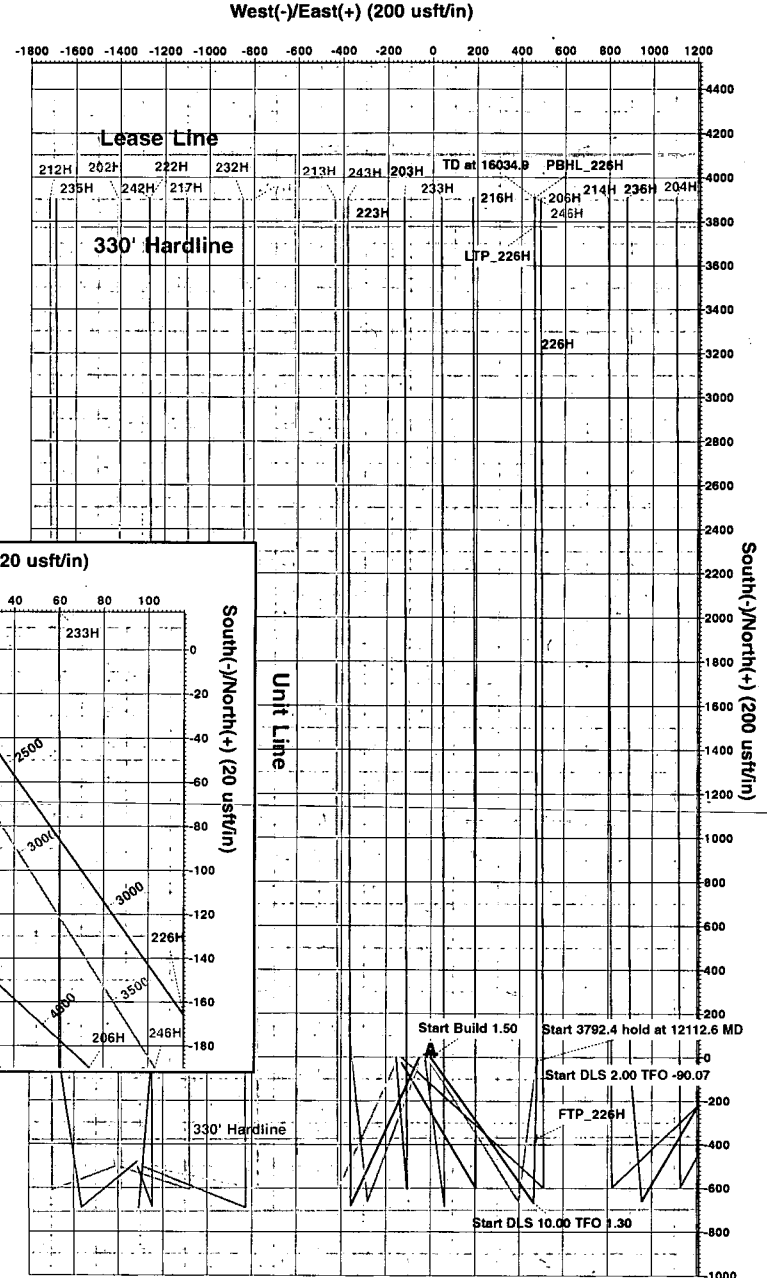 West(-)/East(+) (200 usft/in)
-1800 -1600 -1400 -1200 -1000 -800 -600 -400 -200 0 200 400 600 800 1000 1200
4400
4200
4000
3800
3600
3400
3200
3000
2800
2600
2400
2200
2000
1800
1600
1400
1200
1000
800
600
400
200
0
-200
-400
-600
-800
-1000
South(-)/North(+) (200 usft/in)
Lease Line
212H 202H 222H 232H 213H 243H 203H TD at 16034.9 PBHL_226H
235H 242H 217H 233H 216H 206H 214H 236H 204H
223H 246H
330' Hardline
LTP_226H
226H
Unit Line
20 usft/in)
40 60 80 100
233H
0
-20
-40
-60
-80
-100
-120
-140
-160
-180
South(-)/North(+) (20 usft/in)
2500
3000
3000
226H
3500
4000
206H
246H
Start Build 1.50
Start 3792.4 hold at 12112.6 MD
A
Start DLS 2.00 TFO -90.07
FTP_226H
330' Hardline
Start DLS 10.00 TFO 1.30